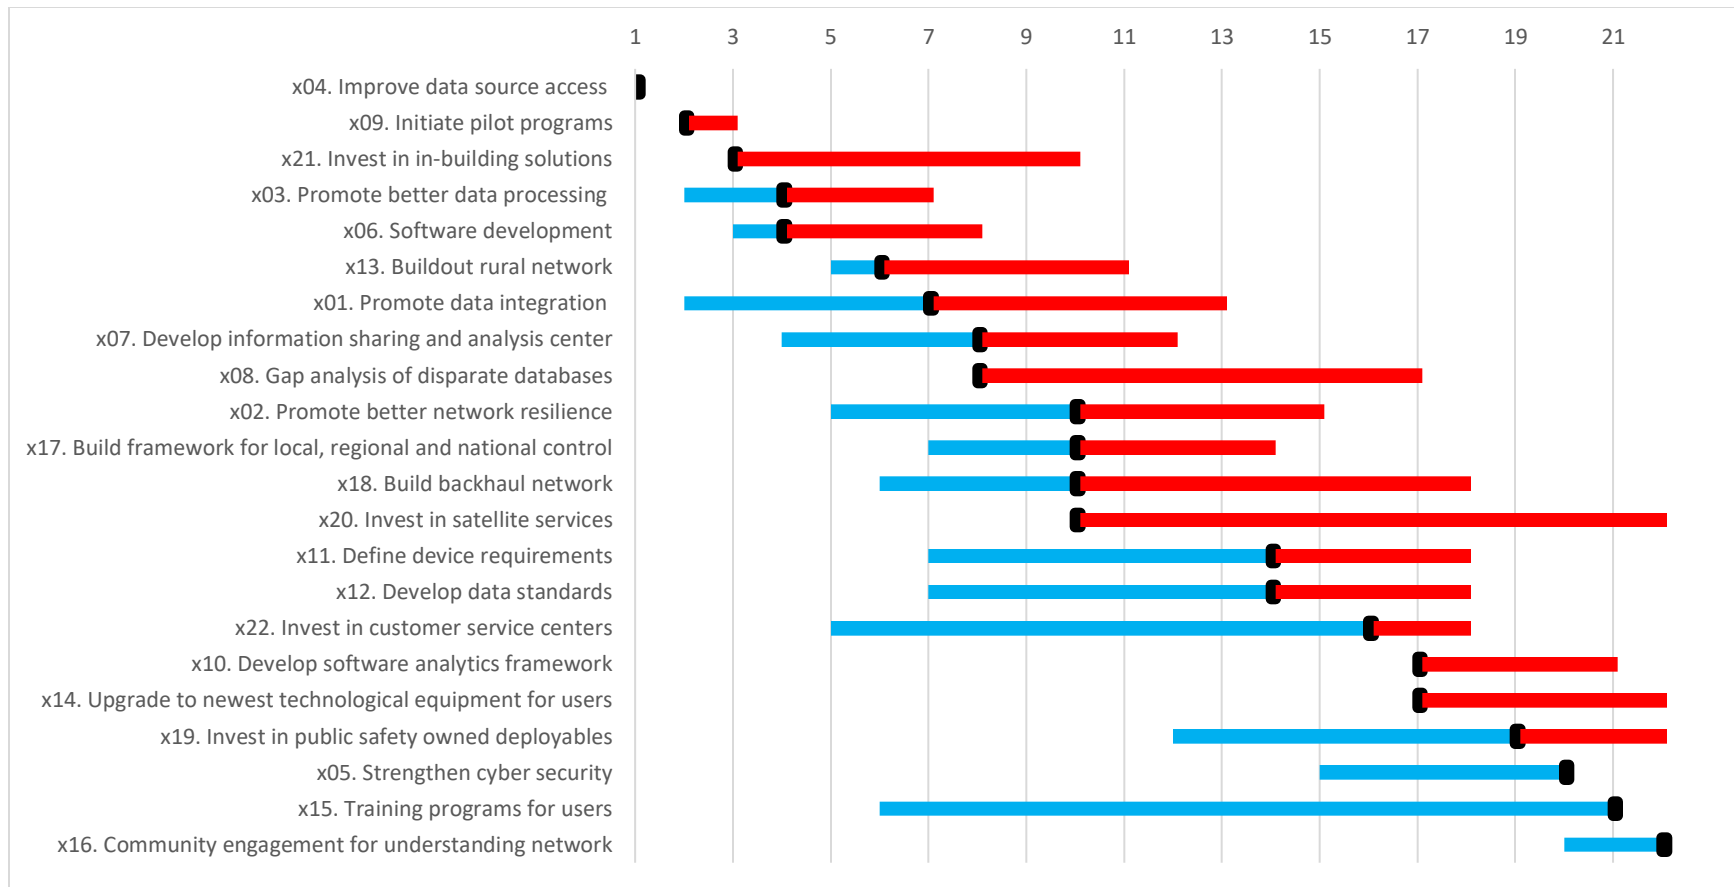 1 3 5 7 9 11 13 15 17 19 21
x04. Improve data source access
x09. Initiate pilot programs
x21. Invest in in-building solutions
x03. Promote better data processing
x06. Software development
x13. Buildout rural network
x01. Promote data integration
x07. Develop information sharing and analysis center
x08. Gap analysis of disparate databases
x02. Promote better network resilience
x17. Build framework for local, regional and national control
x18. Build backhaul network
x20. Invest in satellite services
x11. Define device requirements
x12. Develop data standards
x22. Invest in customer service centers
x10. Develop software analytics framework
x14. Upgrade to newest technological equipment for users
x19. Invest in public safety owned deployables
x05. Strengthen cyber security
x15. Training programs for users
x16. Community engagement for understanding network